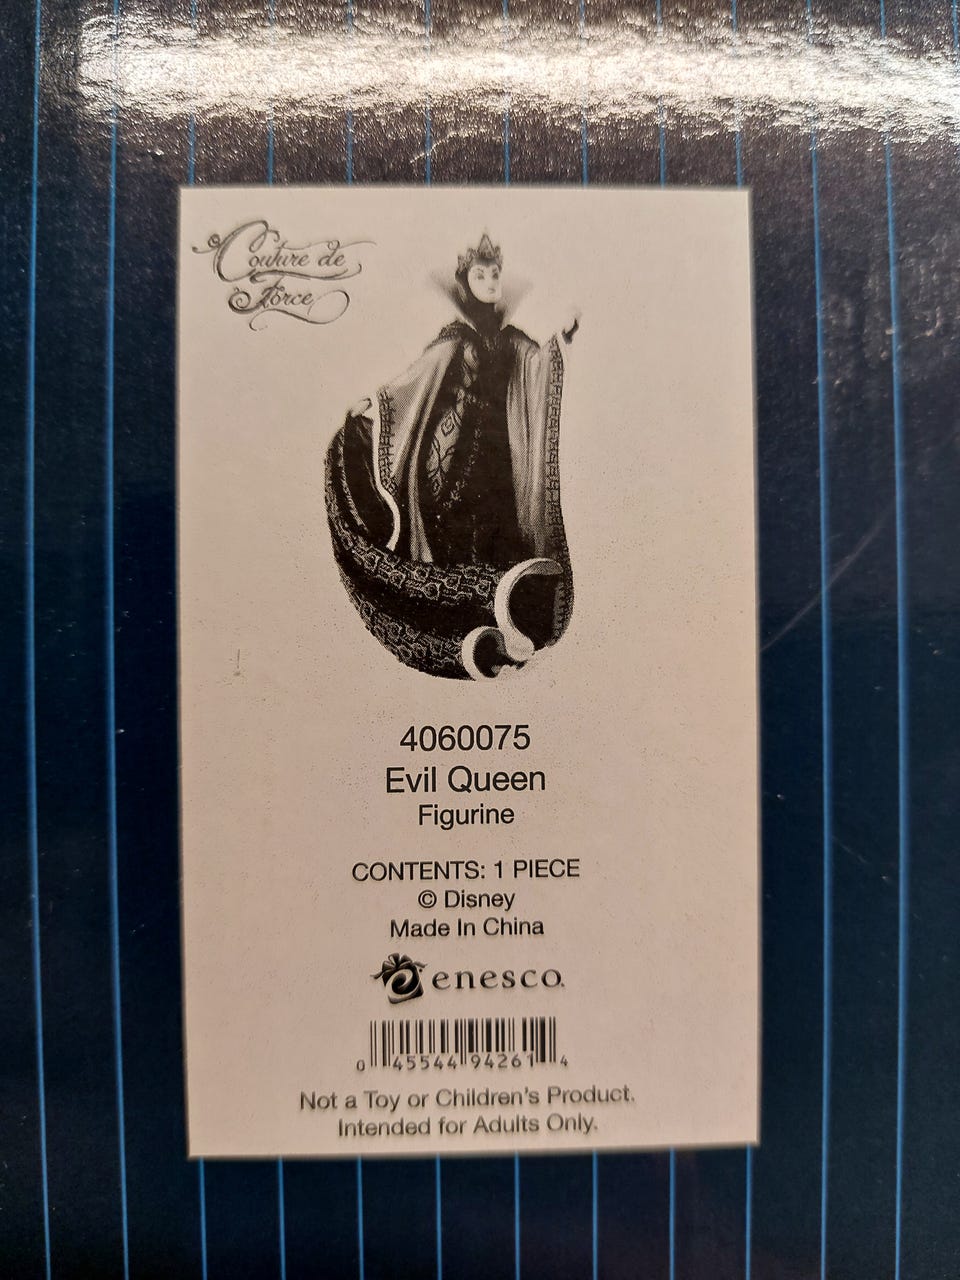 Couture de
Force
4060075
Evil Queen
Figurine
CONTENTS: 1 PIECE
© Disney
Made In China
enesco.
0 45544 94261 4
Not a Toy or Children's Product.
Intended for Adults Only.